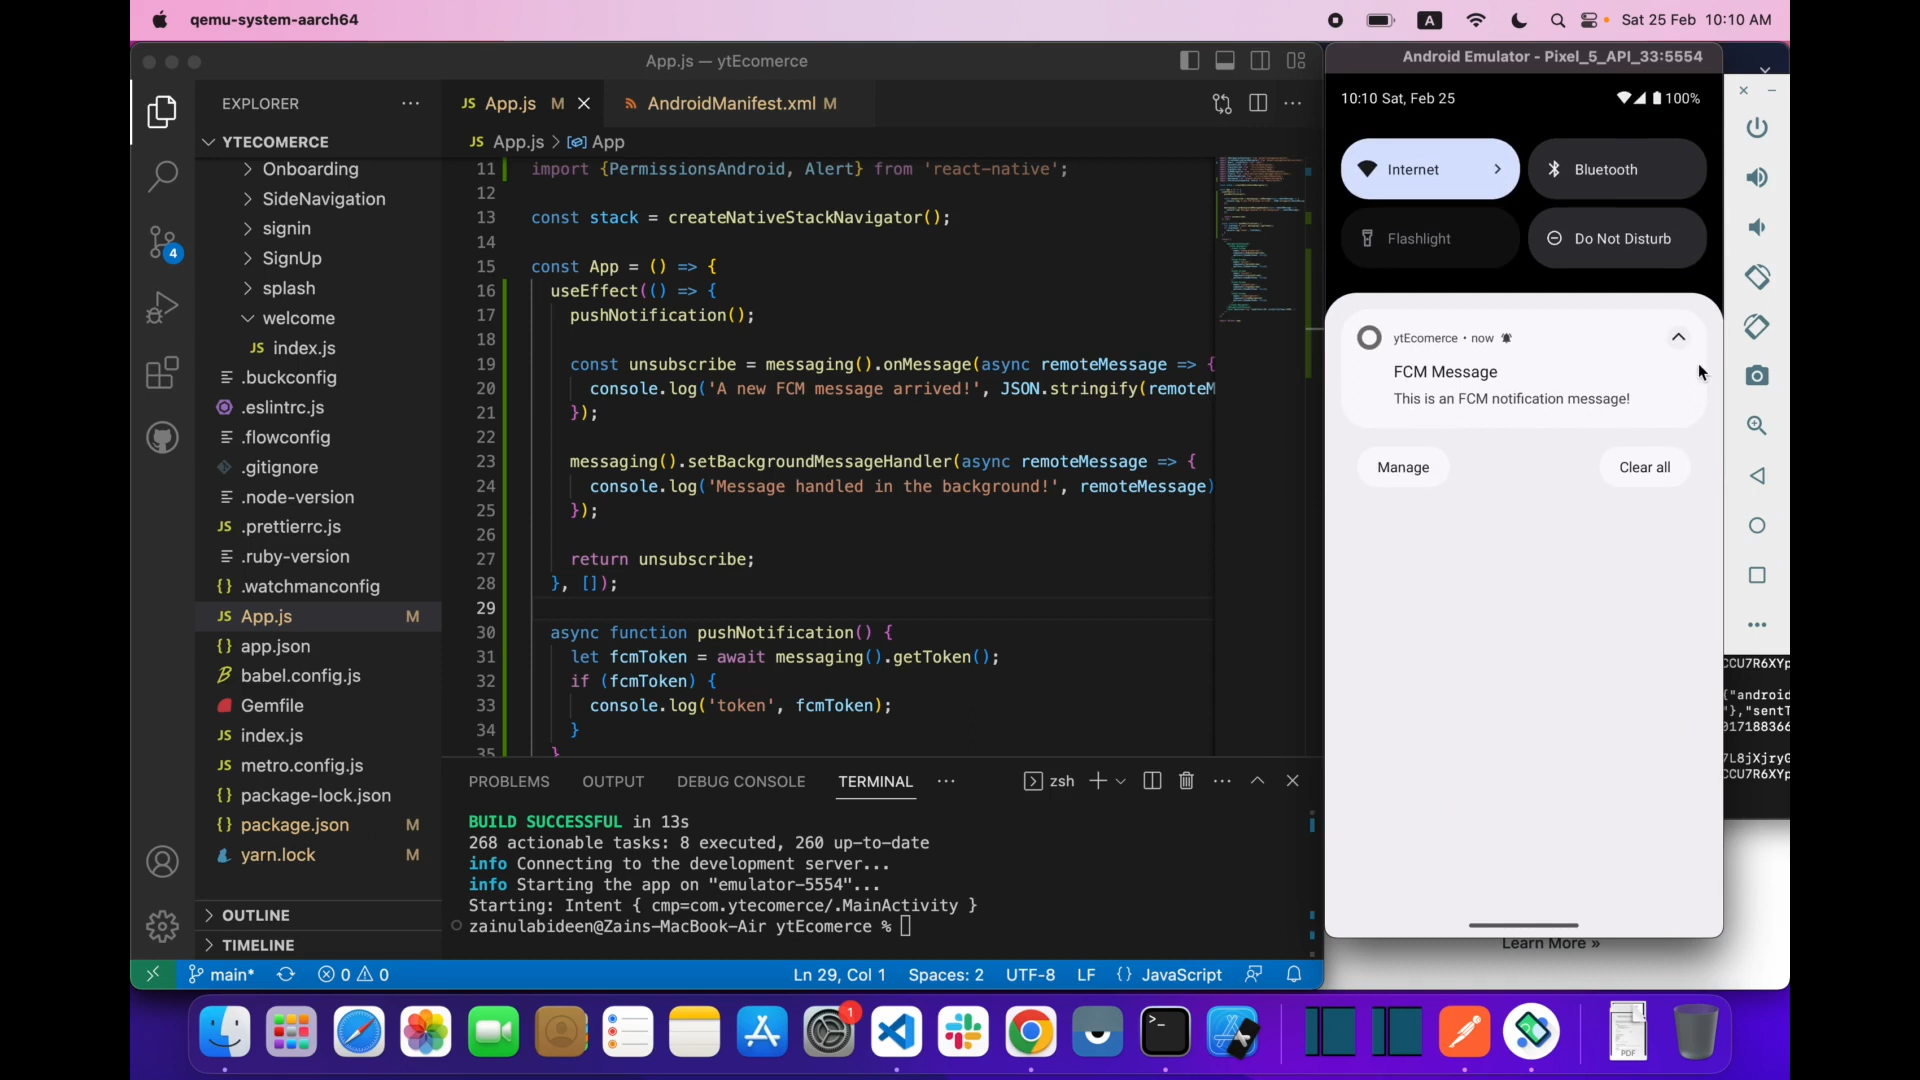 qemu-system-aarch64
A
Sat 25 Feb 10:10 AM
App.js — ytEcomerce
EXPLORER
YTECOMERCE
Onboarding
SideNavigation
signin
SignUp
splash
welcome
JS index.js
.buckconfig
.eslintrc.js
.flowconfig
.gitignore
.node-version
JS .prettierrc.js
.ruby-version
{} .watchmanconfig
JS App.js M
{} app.json
babel.config.js
Gemfile
JS index.js
JS metro.config.js
{} package-lock.json
{} package.json M
yarn.lock M
OUTLINE
TIMELINE
4
JS App.js M
AndroidManifest.xml M
JS App.js > App
11 import {PermissionsAndroid, Alert} from 'react-native';
12
13 const stack = createNativeStackNavigator();
14
15 const App = () => {
16 useEffect(() => {
17 pushNotification();
18
19 const unsubscribe = messaging().onMessage(async remoteMessage => {
20 console.log('A new FCM message arrived!', JSON.stringify(remoteM
21 });
22
23 messaging().setBackgroundMessageHandler(async remoteMessage => {
24 console.log('Message handled in the background!', remoteMessage)
25 });
26
27 return unsubscribe;
28 }, []);
29
30 async function pushNotification() {
31 let fcmToken = await messaging().getToken();
32 if (fcmToken) {
33 console.log('token', fcmToken);
34 }
35 }
PROBLEMS OUTPUT DEBUG CONSOLE TERMINAL
zsh
BUILD SUCCESSFUL in 13s
268 actionable tasks: 8 executed, 260 up-to-date
info Connecting to the development server...
info Starting the app on "emulator-5554"...
Starting: Intent { cmp=com.ytecomerce/.MainActivity }
zainulabideen@Zains-MacBook-Air ytEcomerce %
main* 0 0
Ln 29, Col 1 Spaces: 2 UTF-8 LF {} JavaScript
Android Emulator - Pixel_5_API_33:5554
10:10 Sat, Feb 25
100%
Internet
Bluetooth
Flashlight
Do Not Disturb
ytEcomerce • now
FCM Message
This is an FCM notification message!
Manage
Clear all
CCU7R6XYp
{"android
"},"sentT
017188366
7L8jXjryG
CCU7R6XYp
Learn More »
1
PDF